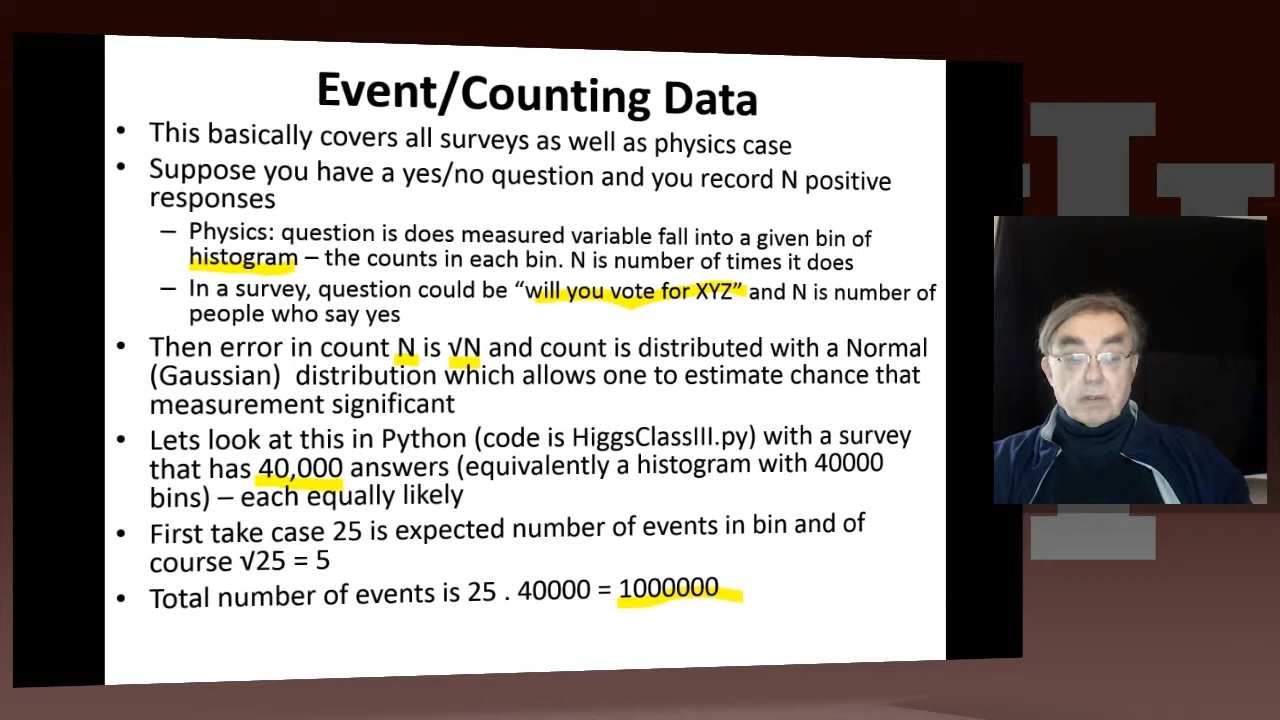 Event/Counting Data
• This basically covers all surveys as well as physics case
• Suppose you have a yes/no question and you record N positive
responses
– Physics: question is does measured variable fall into a given bin of
histogram – the counts in each bin. N is number of times it does
– In a survey, question could be “will you vote for XYZ” and N is number of
people who say yes
• Then error in count N is √N and count is distributed with a Normal
(Gaussian) distribution which allows one to estimate chance that
measurement significant
• Lets look at this in Python (code is HiggsClassIII.py) with a survey
that has 40,000 answers (equivalently a histogram with 40000
bins) – each equally likely
• First take case 25 is expected number of events in bin and of
course √25 = 5
• Total number of events is 25 . 40000 = 1000000